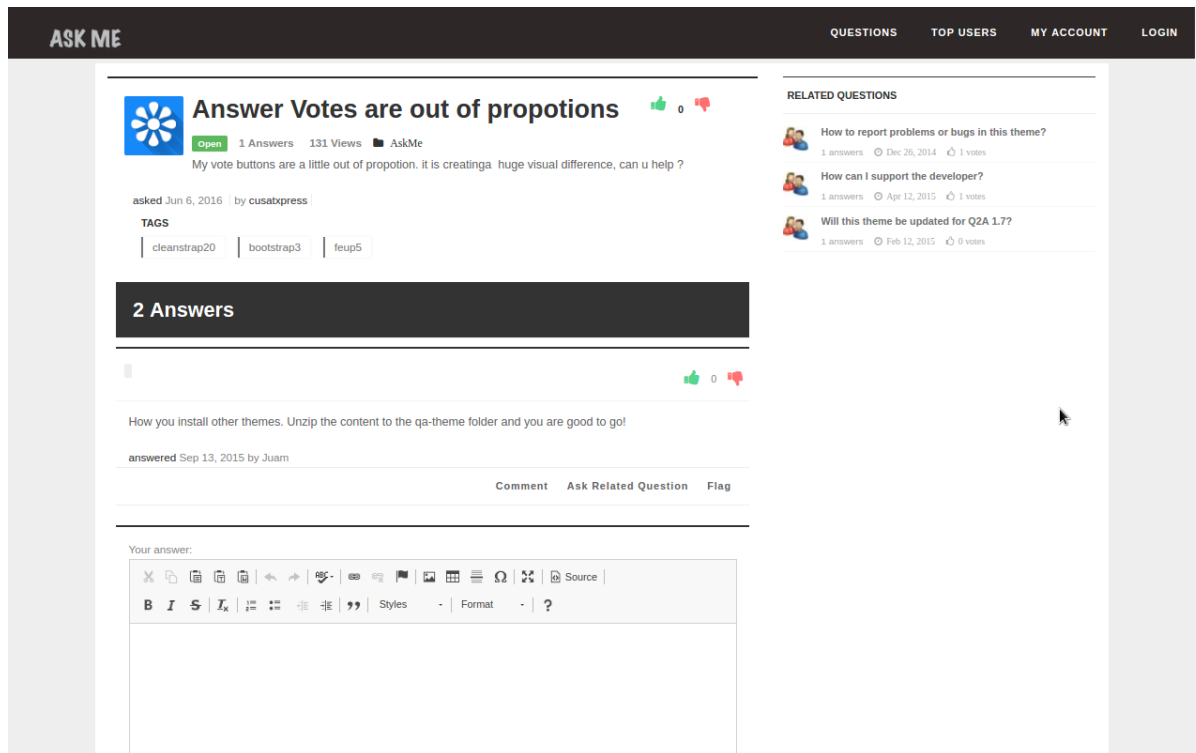 ASK ME
QUESTIONS TOP USERS MY ACCOUNT LOGIN
Answer Votes are out of propotions
0
Open 1 Answers 131 Views AskMe
My vote buttons are a little out of propotion. it is creatinga huge visual difference, can u help ?
asked Jun 6, 2016 by cusatxpress
TAGS
cleanstrap20 bootstrap3 feup5
2 Answers
0
How you install other themes. Unzip the content to the qa-theme folder and you are good to go!
answered Sep 13, 2015 by Juam
Comment Ask Related Question Flag
Your answer:
ABC
Ω
Source
B I S Tx
Styles Format ?
RELATED QUESTIONS
How to report problems or bugs in this theme?
1 answers Dec 26, 2014 1 votes
How can I support the developer?
1 answers Apr 12, 2015 1 votes
Will this theme be updated for Q2A 1.7?
1 answers Feb 12, 2015 0 votes